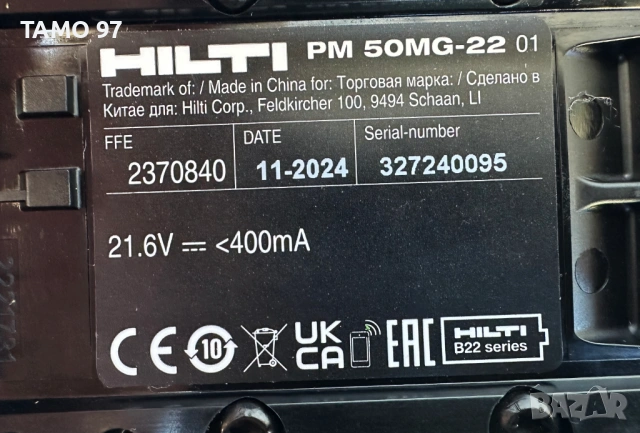 TAMO 97
HILTI PM 50MG-22 01
Trademark of: / Made in China for: Торговая марка: / Сделано в
Китае для: Hilti Corp., Feldkircher 100, 9494 Schaan, LI
FFE DATE Serial-number
2370840 11-2024 327240095
21.6V ⎓ <400mA
CE 10 UK CA EAC HILTI
B22 series
BAZAR